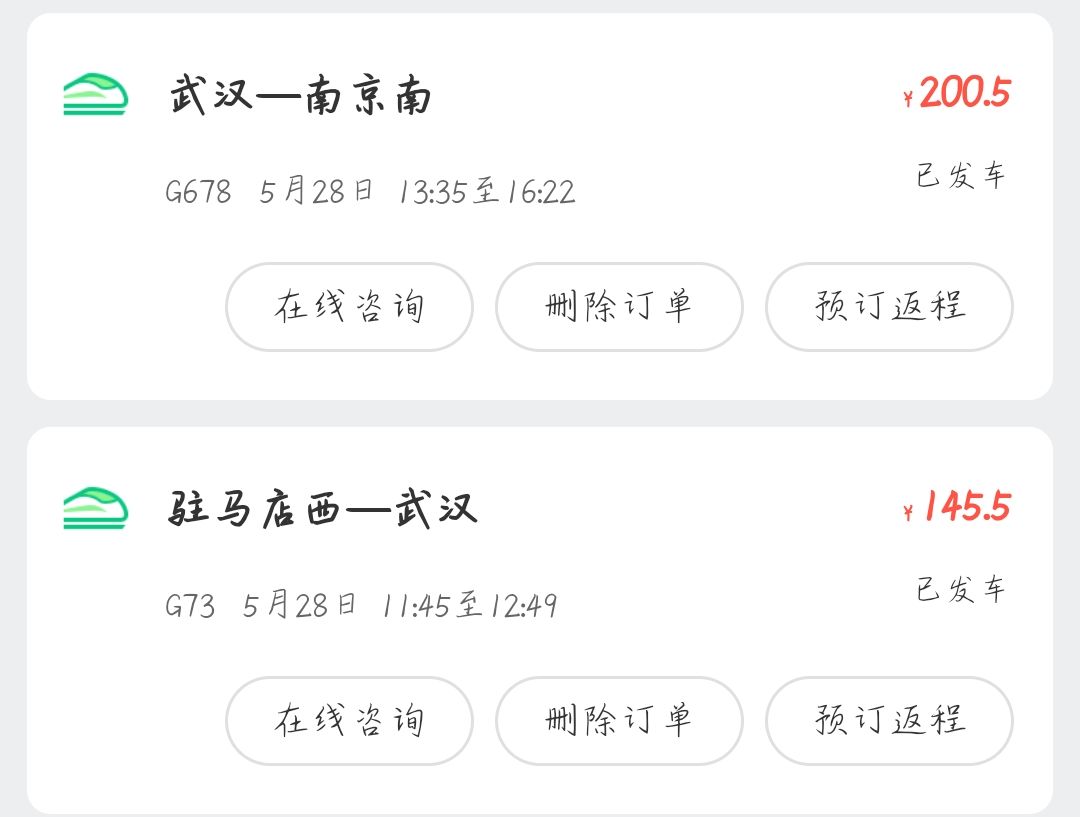 武汉—南京南
¥200.5
G678 5月28日 13:35至16:22
已发车
在线咨询 删除订单 预订返程
驻马店西—武汉
¥145.5
G73 5月28日 11:45至12:49
已发车
在线咨询 删除订单 预订返程